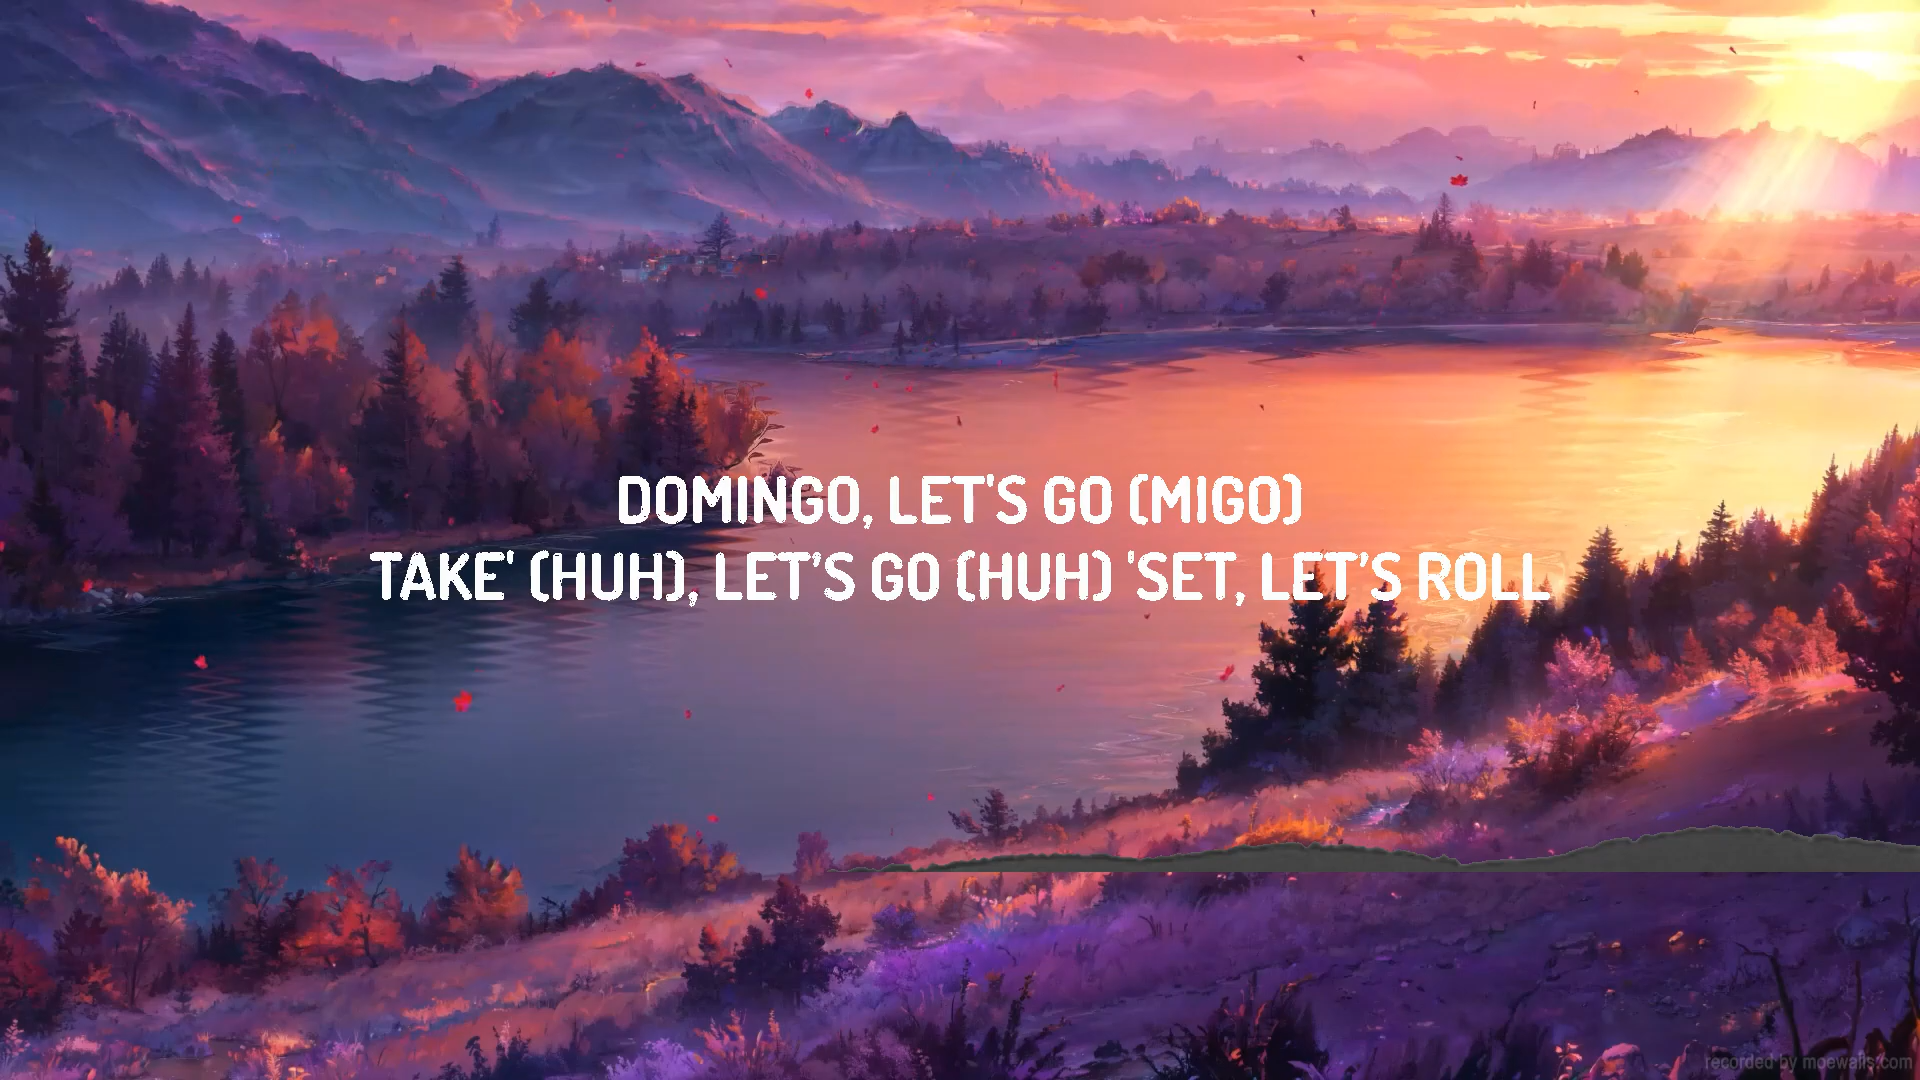 DOMINGO, LET'S GO (MIGO)
TAKE' (HUH), LET’S GO (HUH) 'SET, LET’S ROLL
recorded by moewalls.com